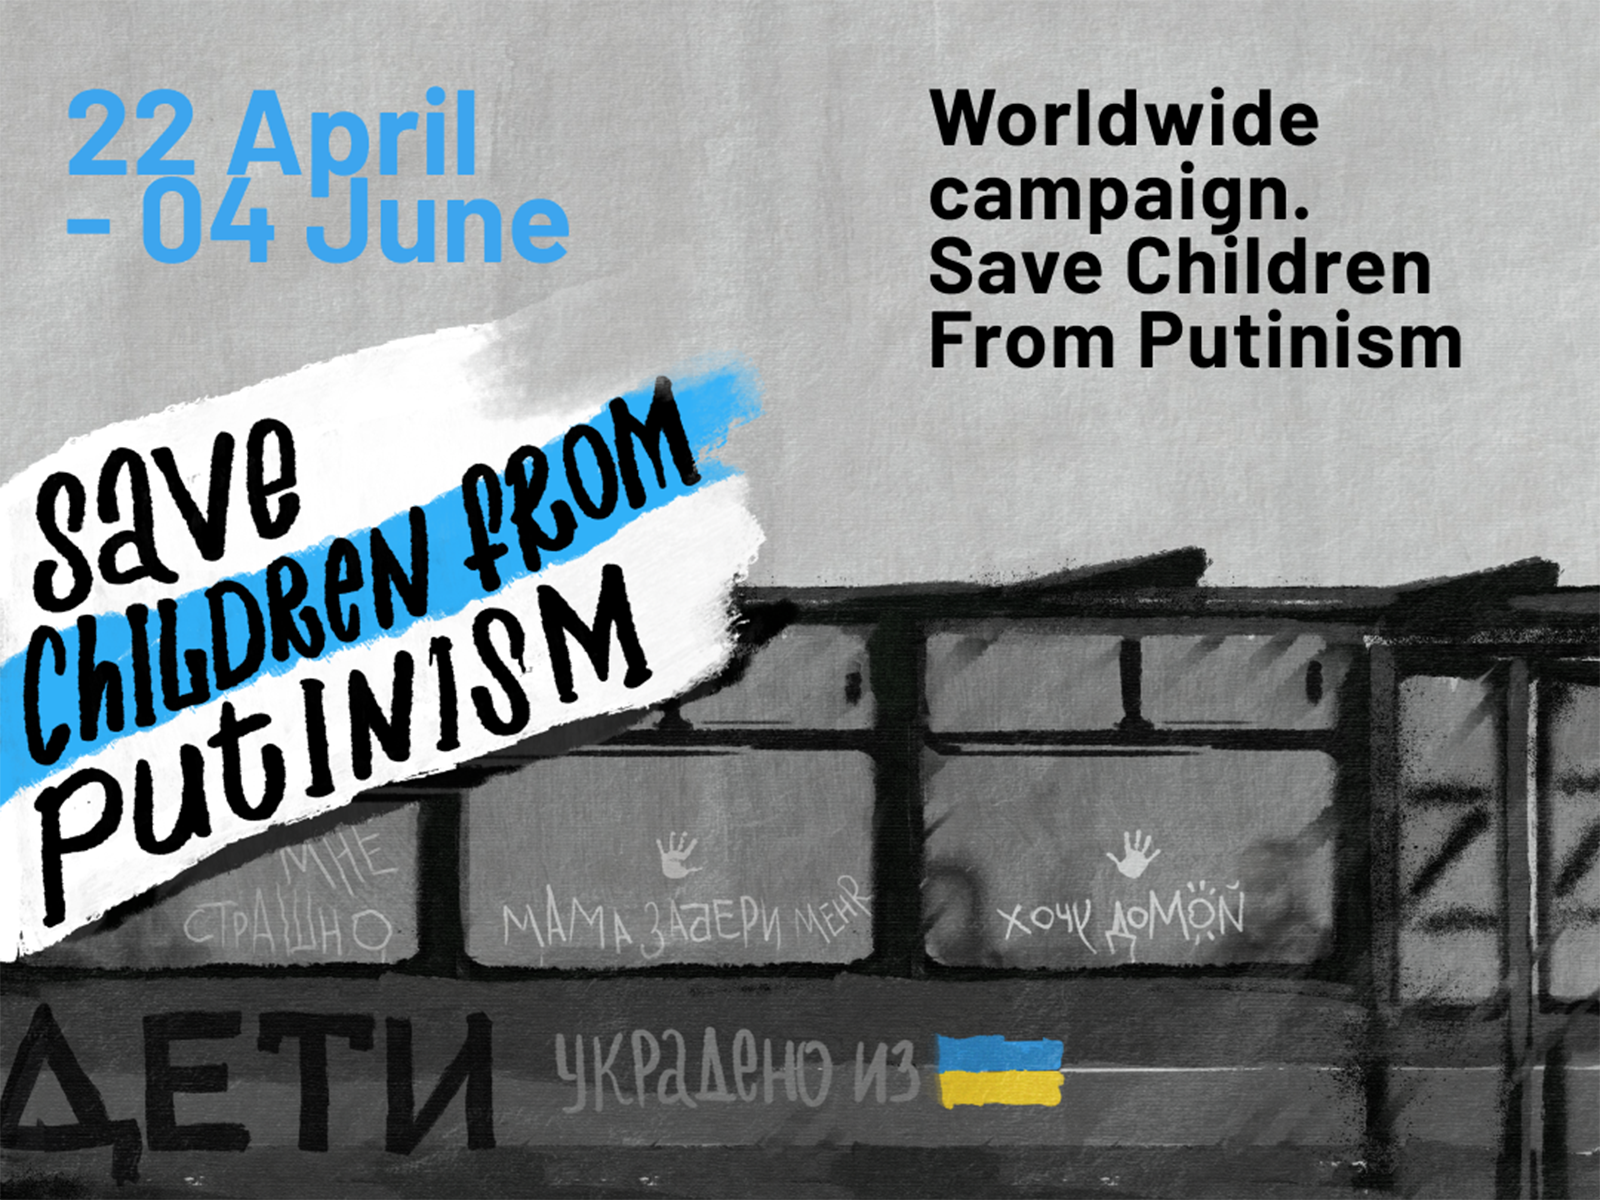 22 April
- 04 June
Worldwide
campaign.
Save Children
From Putinism
Save
Children from
Putinism
МНЕ
СТРАШНО
МАМА ЗАБЕРИ МЕНЯ
ХОЧУ ДОМОЙ
ДЕТИ
украдено из